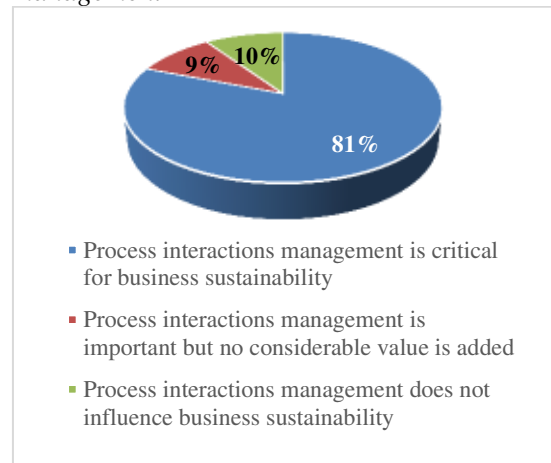 9%
10%
81%
Process interactions management is critical
for business sustainability
Process interactions management is
important but no considerable value is added
Process interactions management does not
influence business sustainability